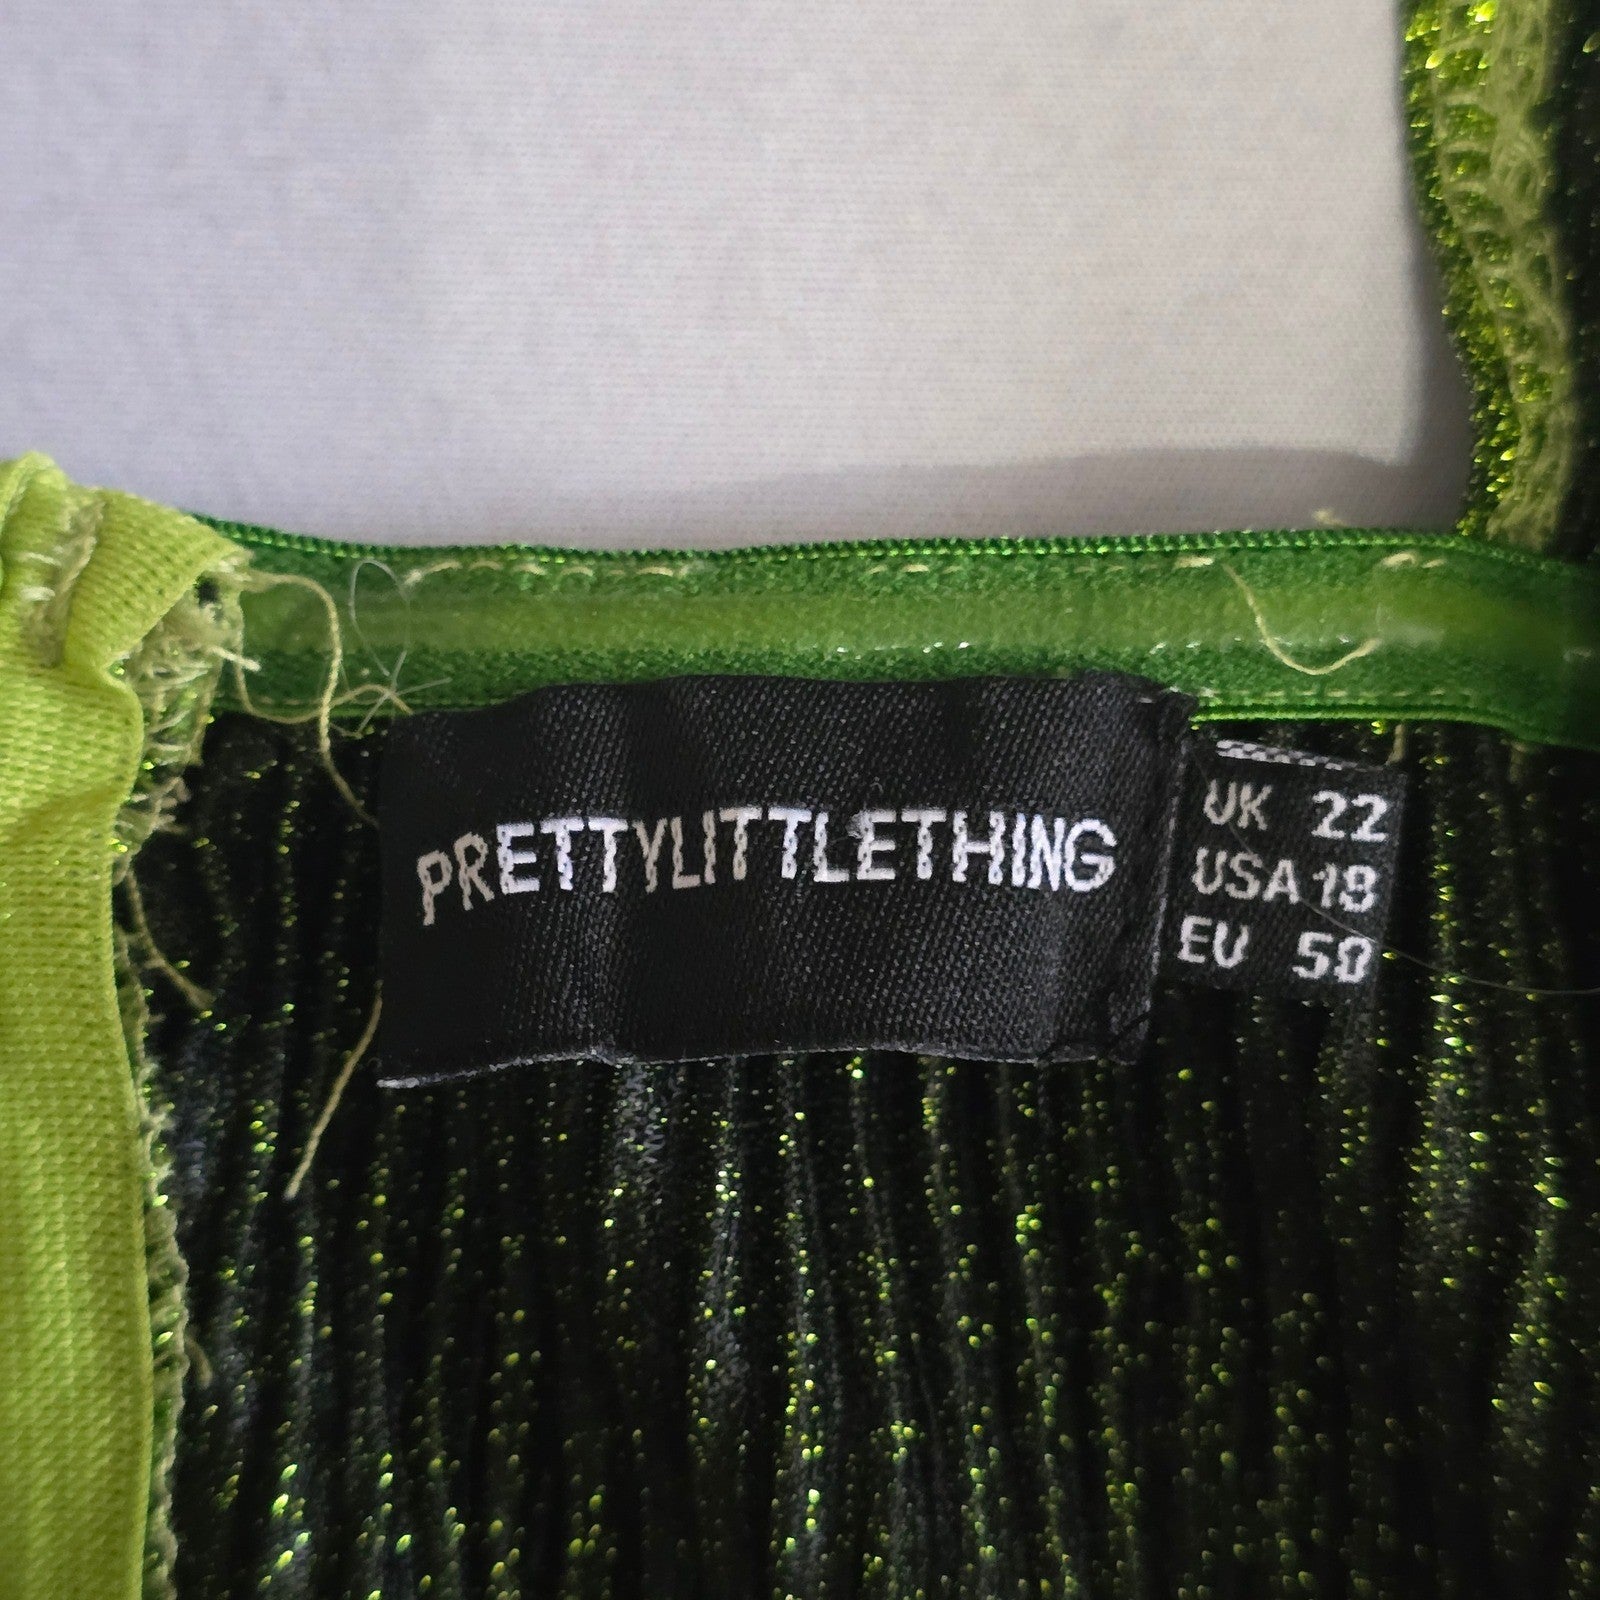 PRETTYLITTLETHING
UK 22
USA 18
EU 50